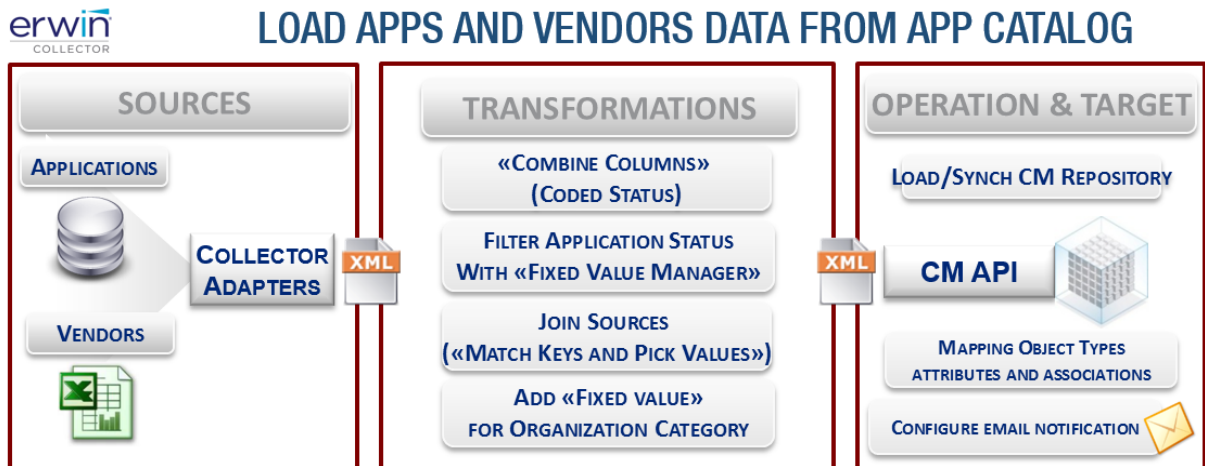 erwin
COLLECTOR
LOAD APPS AND VENDORS DATA FROM APP CATALOG
SOURCES
APPLICATIONS
COLLECTOR
ADAPTERS
VENDORS
XML
TRANSFORMATIONS
«COMBINE COLUMNS»
(CODED STATUS)
FILTER APPLICATION STATUS
WITH «FIXED VALUE MANAGER»
JOIN SOURCES
(«MATCH KEYS AND PICK VALUES»)
ADD «FIXED VALUE»
FOR ORGANIZATION CATEGORY
XML
OPERATION & TARGET
LOAD/SYNCH CM REPOSITORY
CM API
MAPPING OBJECT TYPES
ATTRIBUTES AND ASSOCIATIONS
CONFIGURE EMAIL NOTIFICATION